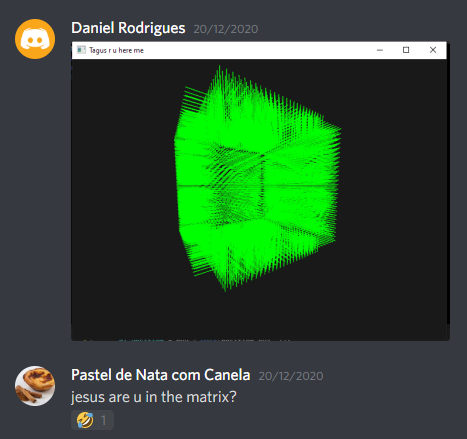 Daniel Rodrigues 20/12/2020
Tagus r u here me
Pastel de Nata com Canela 20/12/2020
jesus are u in the matrix?
1